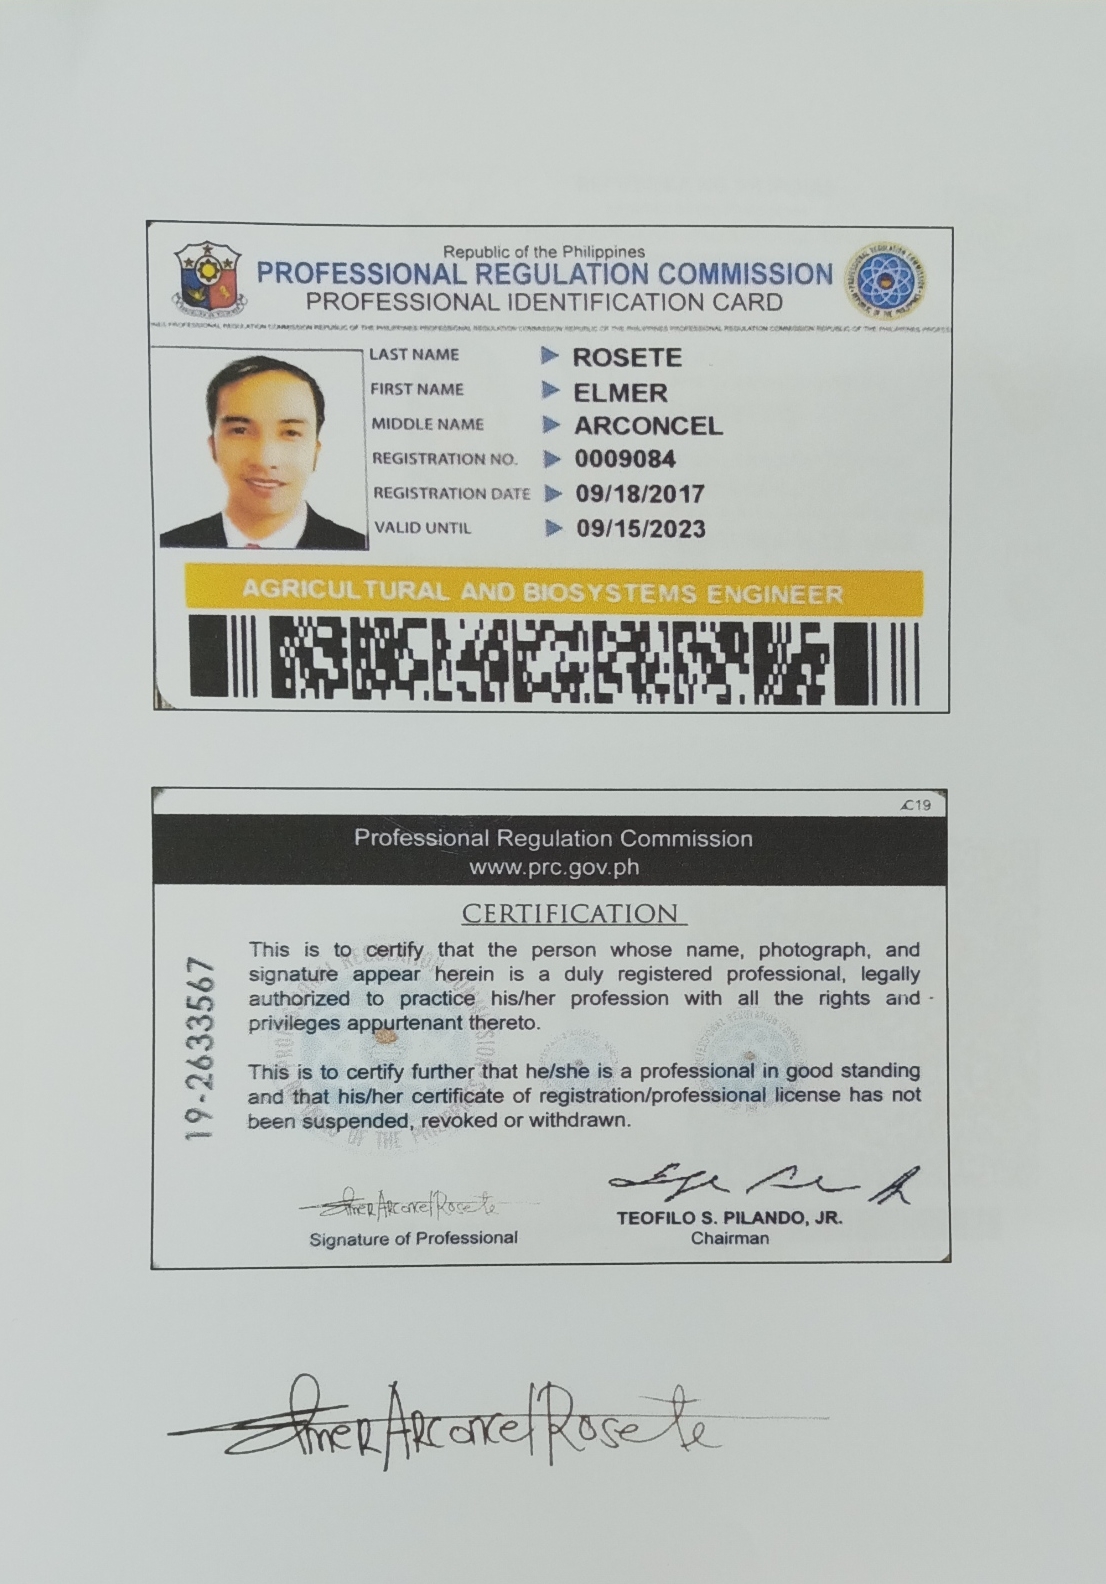 Republic of the Philippines
PROFESSIONAL REGULATION COMMISSION
PROFESSIONAL IDENTIFICATION CARD
LAST NAME ROSETE
FIRST NAME ELMER
MIDDLE NAME ARCONCEL
REGISTRATION NO. 0009084
REGISTRATION DATE 09/18/2017
VALID UNTIL 09/15/2023
AGRICULTURAL AND BIOSYSTEMS ENGINEER
C19
Professional Regulation Commission
www.prc.gov.ph
CERTIFICATION
This is to certify that the person whose name, photograph, and
signature appear herein is a duly registered professional, legally
authorized to practice his/her profession with all the rights and
privileges appurtenant thereto.
This is to certify further that he/she is a professional in good standing
and that his/her certificate of registration/professional license has not
been suspended, revoked or withdrawn.
19-2633567
Elmer Arconcel Rosete
Signature of Professional
TEOFILO S. PILANDO, JR.
Chairman
Elmer Arconcel Rosete